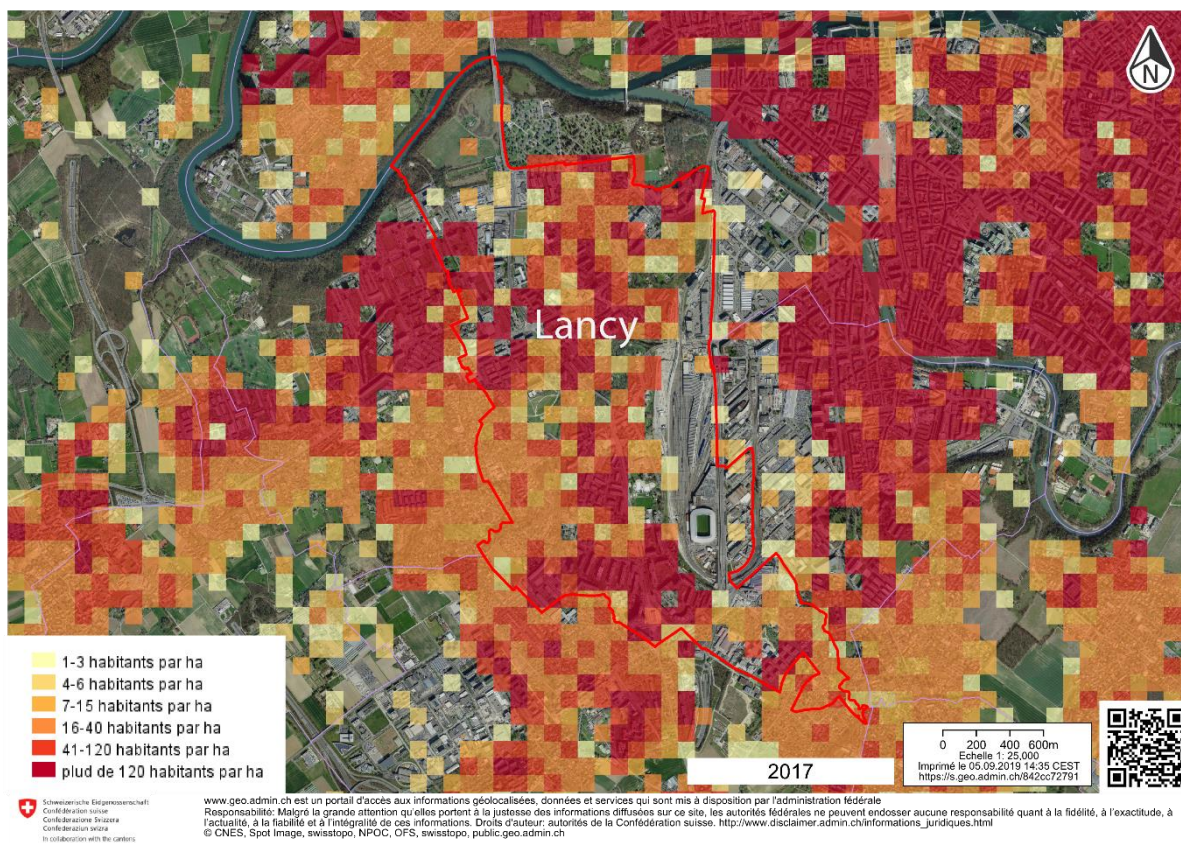 N
Lancy
1-3 habitants par ha
4-6 habitants par ha
7-15 habitants par ha
16-40 habitants par ha
41-120 habitants par ha
plud de 120 habitants par ha
2017
0 200 400 600m
Echelle 1: 25,000
Imprimé le 05.09.2019 14:35 CEST
https://s.geo.admin.ch/842cc72791
Schweizerische Eidgenossenschaft
Confédération suisse
Confederazione Svizzera
Confederaziun svizra
In collaboration with the cantons
www.geo.admin.ch est un portail d'accès aux informations géolocalisées, données et services qui sont mis à disposition par l'administration fédérale
Responsabilité: Malgré la grande attention qu'elles portent à la justesse des informations diffusées sur ce site, les autorités fédérales ne peuvent endosser aucune responsabilité quant à la fidélité, à l'exactitude, à
l'actualité, à la fiabilité et à l'intégralité de ces informations. Droits d'auteur: autorités de la Confédération suisse. http://www.disclaimer.admin.ch/informations_juridiques.html
© CNES, Spot Image, swisstopo, NPOC, OFS, swisstopo, public.geo.admin.ch